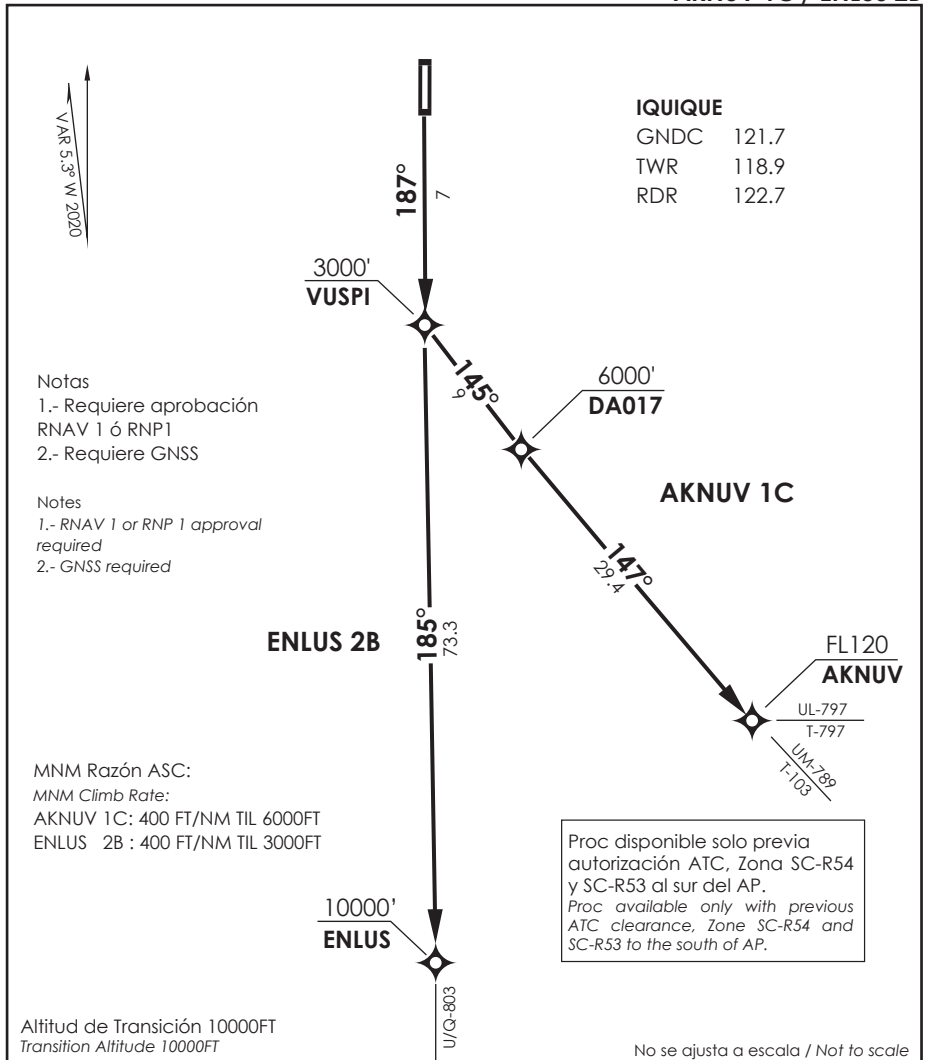 VAR 5.3° W 2020
IQUIQUE
GNDC 121.7
TWR 118.9
RDR 122.7
187°
7
3000'
VUSPI
145°
9
6000'
DA017
Notas
1.- Requiere aprobación
RNAV 1 ó RNP1
2.- Requiere GNSS
Notes
1.- RNAV 1 or RNP 1 approval
required
2.- GNSS required
AKNUV 1C
147°
29.4
ENLUS 2B
185°
73.3
FL120
AKNUV
UL-797
T-797
UM-789
T-103
MNM Razón ASC:
MNM Climb Rate:
AKNUV 1C: 400 FT/NM TIL 6000FT
ENLUS 2B : 400 FT/NM TIL 3000FT
Proc disponible solo previa
autorización ATC, Zona SC-R54
y SC-R53 al sur del AP.
Proc available only with previous
ATC clearance, Zone SC-R54 and
SC-R53 to the south of AP.
10000'
ENLUS
U/Q-803
Altitud de Transición 10000FT
Transition Altitude 10000FT
No se ajusta a escala / Not to scale